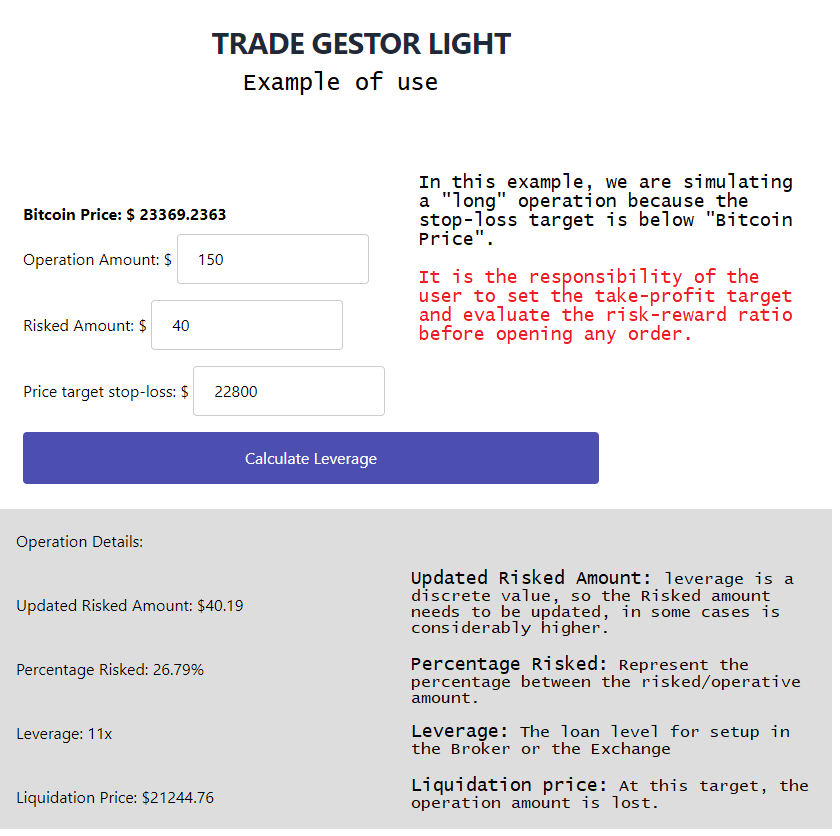 TRADE GESTOR LIGHT
Example of use
In this example, we are simulating
a "long" operation because the
stop-loss target is below "Bitcoin
Price".
It is the responsibility of the
user to set the take-profit target
and evaluate the risk-reward ratio
before opening any order.
Bitcoin Price: $ 23369.2363
Operation Amount: $ 150
Risked Amount: $ 40
Price target stop-loss: $ 22800
Calculate Leverage
Operation Details:
Updated Risked Amount: $40.19
Updated Risked Amount: leverage is a
discrete value, so the Risked amount
needs to be updated, in some cases is
considerably higher.
Percentage Risked: 26.79%
Percentage Risked: Represent the
percentage between the risked/operative
amount.
Leverage: 11x
Leverage: The loan level for setup in
the Broker or the Exchange
Liquidation Price: $21244.76
Liquidation price: At this target, the
operation amount is lost.